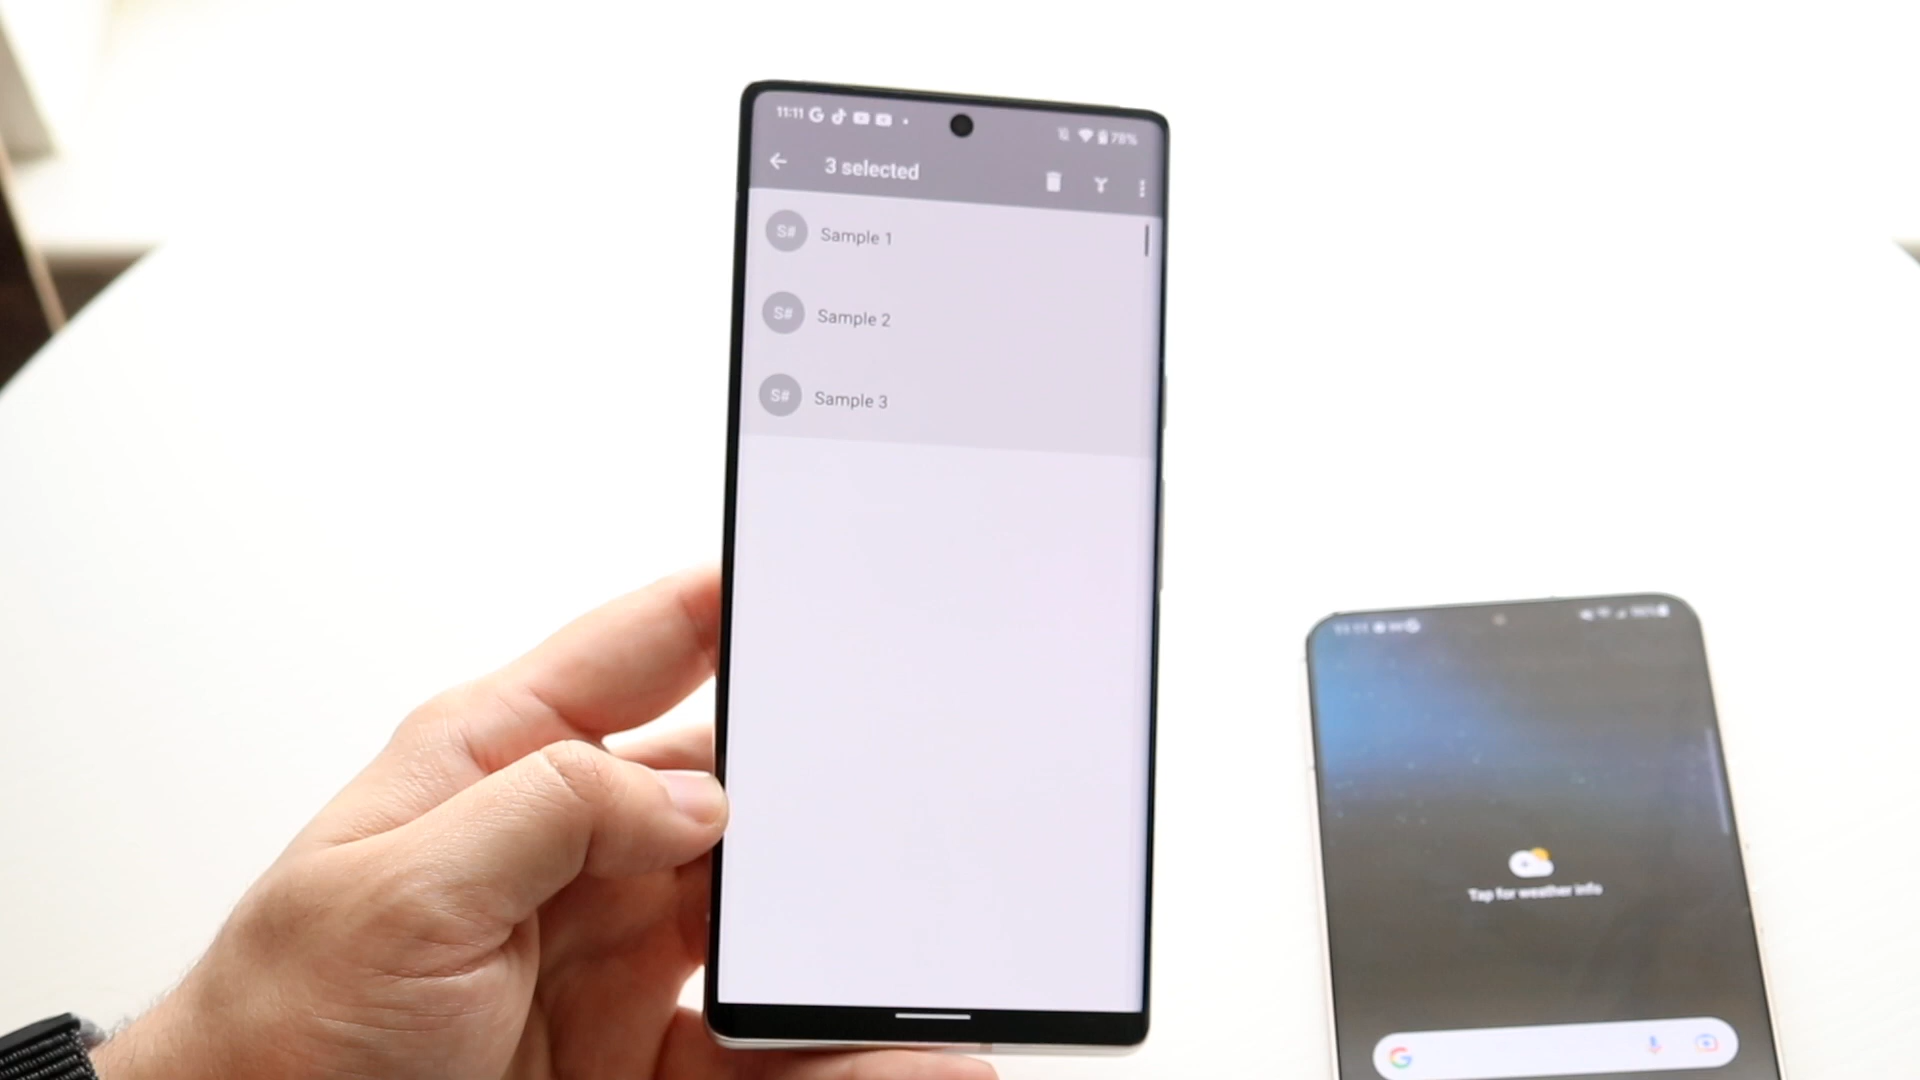 11:11 78%
3 selected
S# Sample 1
S# Sample 2
S# Sample 3
Tap for weather info
G